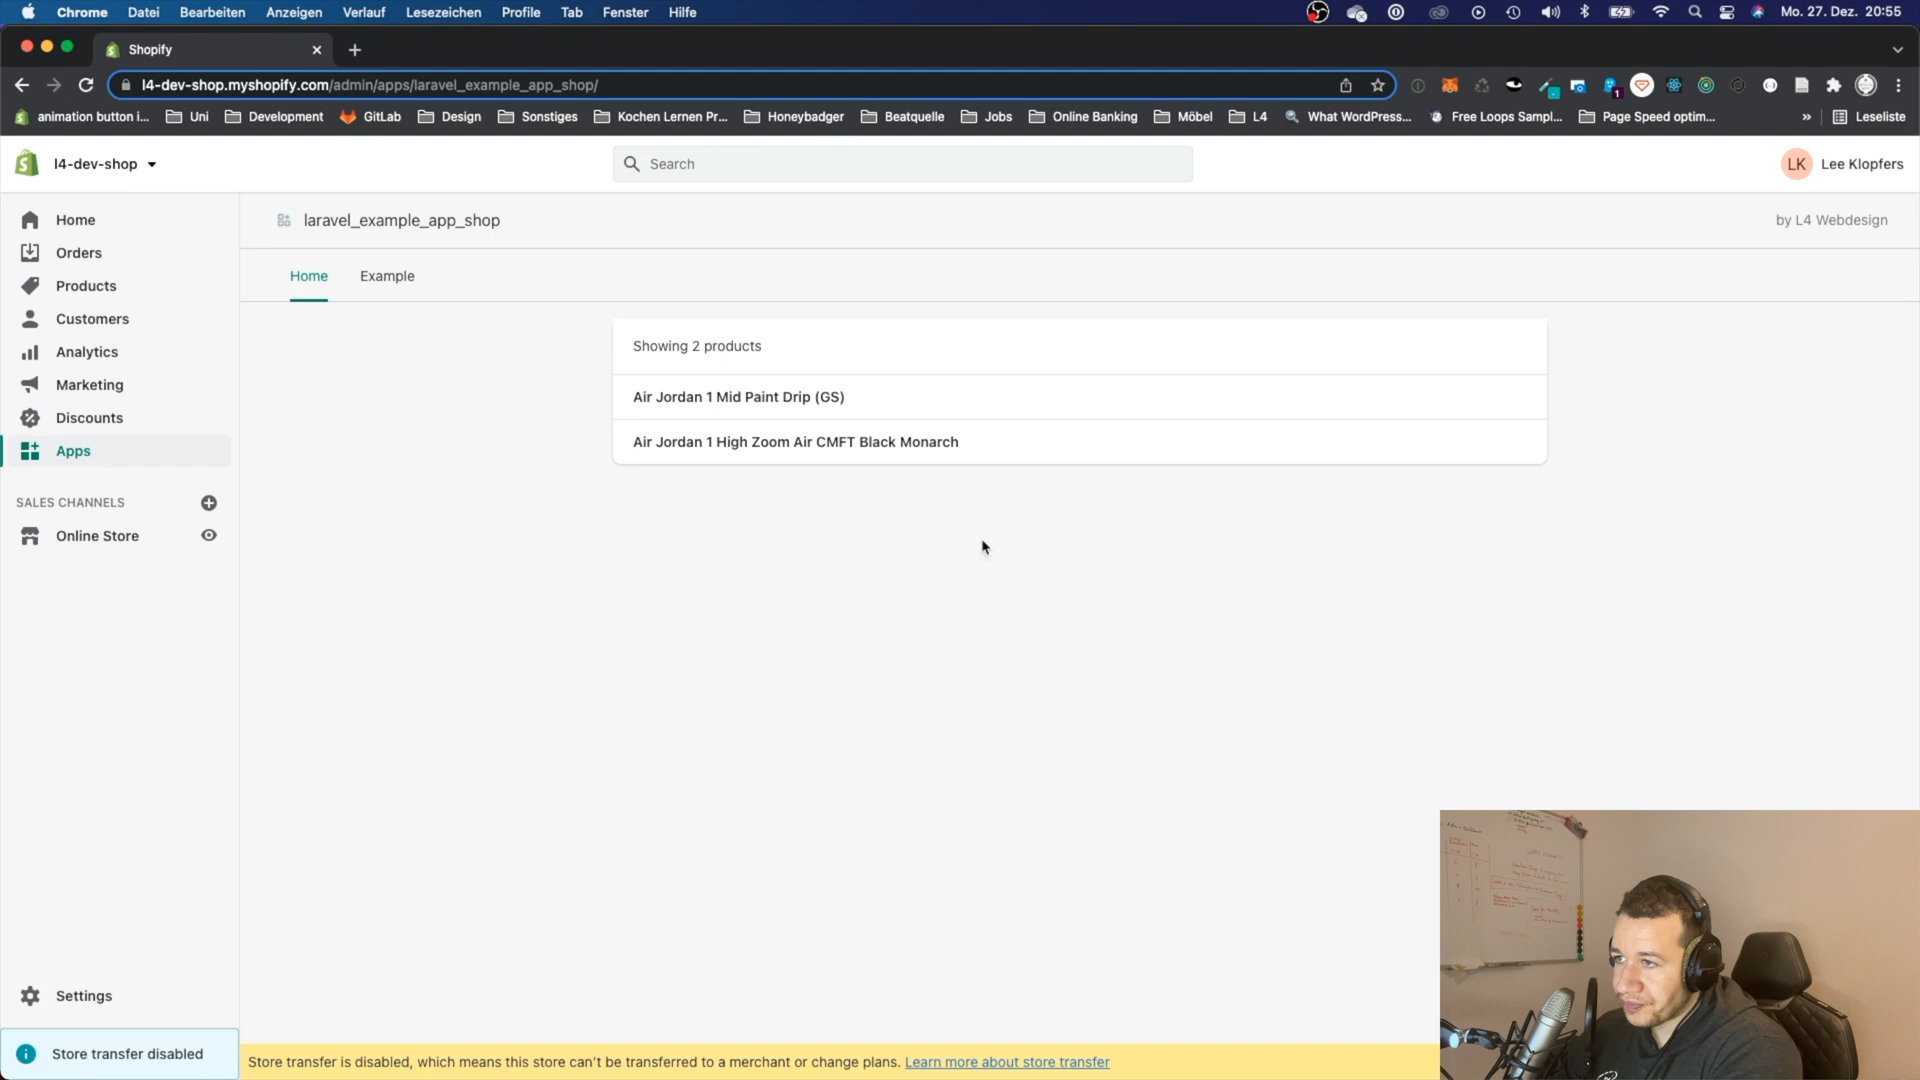 Chrome Datei Bearbeiten Anzeigen Verlauf Lesezeichen Profile Tab Fenster Hilfe Mo. 27. Dez. 20:55
Shopify
l4-dev-shop.myshopify.com/admin/apps/laravel_example_app_shop/
1
animation button i... Uni Development GitLab Design Sonstiges Kochen Lernen Pr... Honeybadger Beatquelle Jobs Online Banking Möbel L4 What WordPress... Free Loops Sampl... Page Speed optim... » Leseliste
l4-dev-shop
Search
LK Lee Klopfers
Home
Orders
Products
Customers
Analytics
Marketing
Discounts
Apps
SALES CHANNELS
Online Store
Settings
Store transfer disabled
laravel_example_app_shop
by L4 Webdesign
Home Example
Showing 2 products
Air Jordan 1 Mid Paint Drip (GS)
Air Jordan 1 High Zoom Air CMFT Black Monarch
Store transfer is disabled, which means this store can't be transferred to a merchant or change plans. Learn more about store transfer